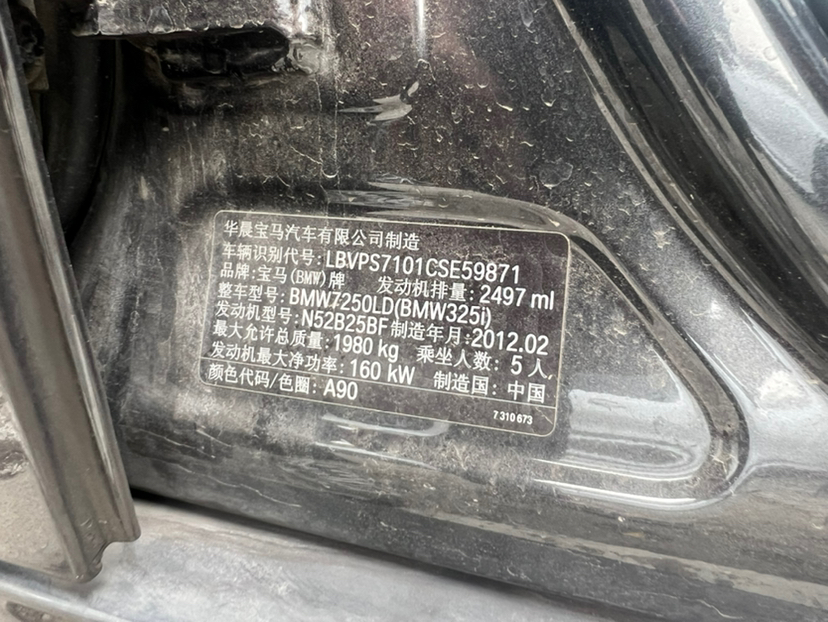 华晨宝马汽车有限公司制造
车辆识别代号: LBVPS7101CSE59871
品牌: 宝马(BMW)牌 发动机排量: 2497 ml
整车型号: BMW7250LD(BMW325i)
发动机型号: N52B25BF 制造年月: 2012.02
最大允许总质量: 1980 kg 乘坐人数: 5 人
发动机最大净功率: 160 kW 制造国: 中国
颜色代码/色圈: A90
7 310 673